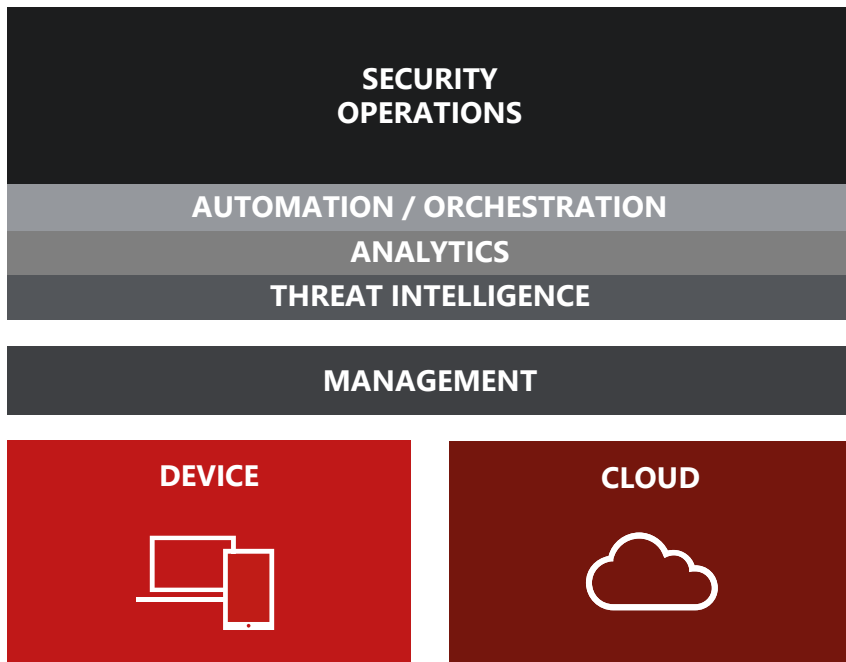 SECURITY
OPERATIONS
AUTOMATION / ORCHESTRATION
ANALYTICS
THREAT INTELLIGENCE
MANAGEMENT
DEVICE
CLOUD